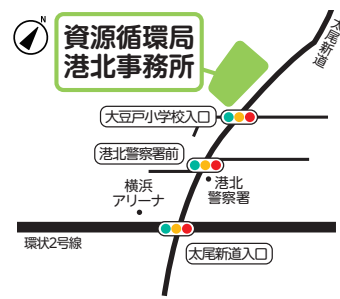 N
資源循環局
港北事務所
太尾新道
大豆戸小学校入口
港北警察署前
横浜
アリーナ
港北
警察署
環状2号線
太尾新道入口